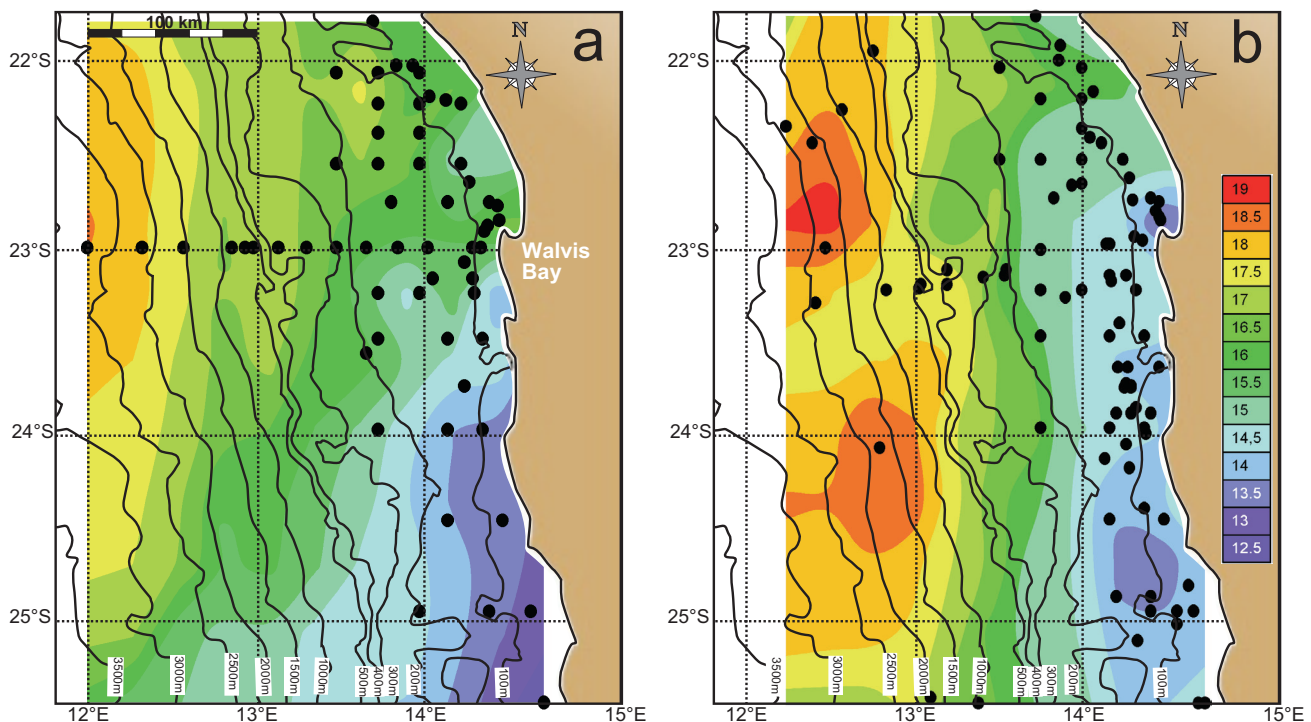 100 km
a
N
22°S
23°S
24°S
25°S
Walvis
Bay
3500m
3000m
2500m
2000m
1500m
1000m
500m
400m
300m
200m
100m
12°E
13°E
14°E
15°E
b
N
22°S
23°S
24°S
25°S
19
18.5
18
17.5
17
16.5
16
15.5
15
14,5
14
13.5
13
12.5
3500m
3000m
2500m
2000m
1500m
1000m
500m
400m
300m
200m
100m
12°E
13°E
14°E
15°E